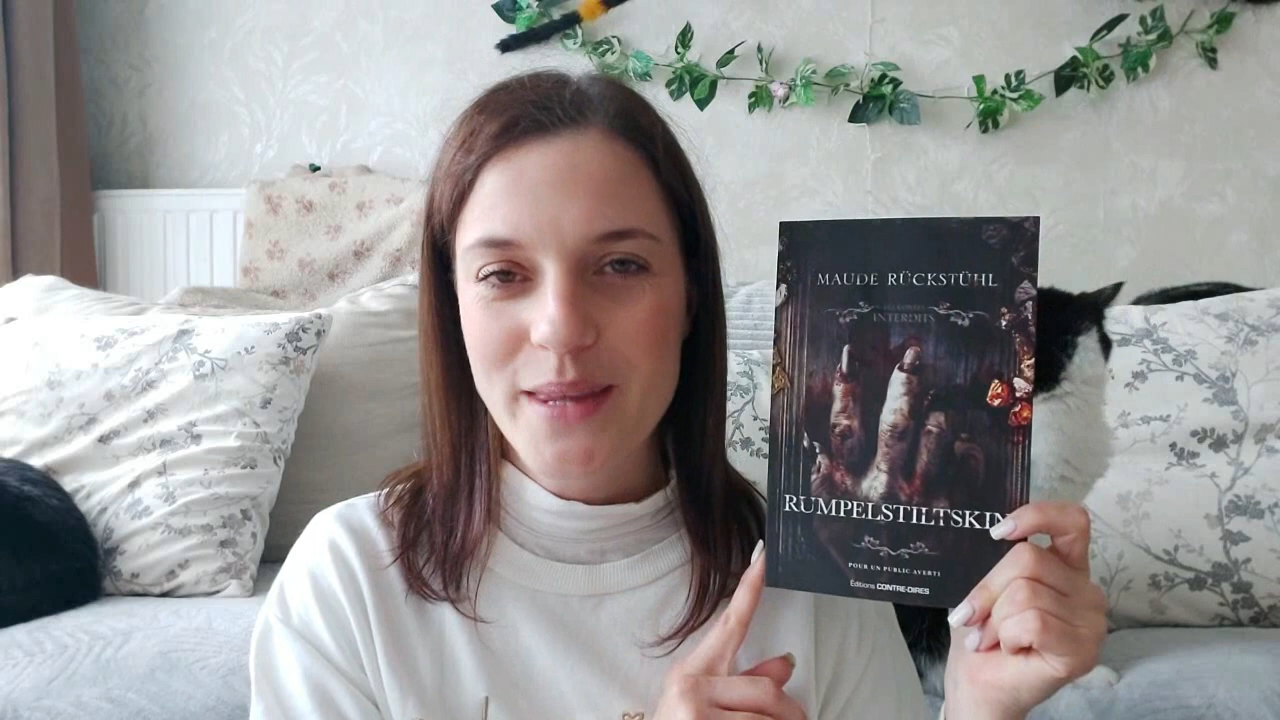 MAUDE RÜCKSTÜHL
INTERDITS
RUMPELSTILTSKIN
POUR UN PUBLIC AVERTI
Éditions CONTRE-DIRES